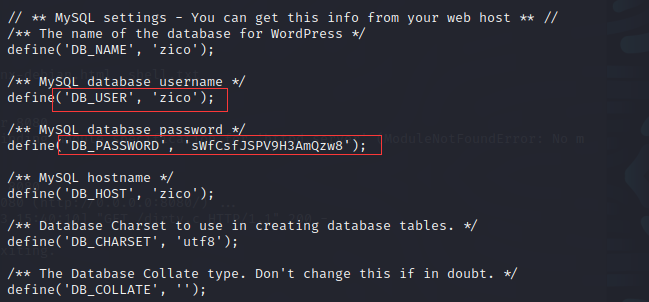 // ** MySQL settings - You can get this info from your web host ** //
/** The name of the database for WordPress */
define('DB_NAME', 'zico');
/** MySQL database username */
define('DB_USER', 'zico');
/** MySQL database password */
define('DB_PASSWORD', 'sWfCsfJSPV9H3AmQzw8');
ModuleNotFoundError: No m
/** MySQL hostname */
define('DB_HOST', 'zico');
/** Database Charset to use in creating database tables. */
define('DB_CHARSET', 'utf8');
/** The Database Collate type. Don't change this if in doubt. */
define('DB_COLLATE', '');